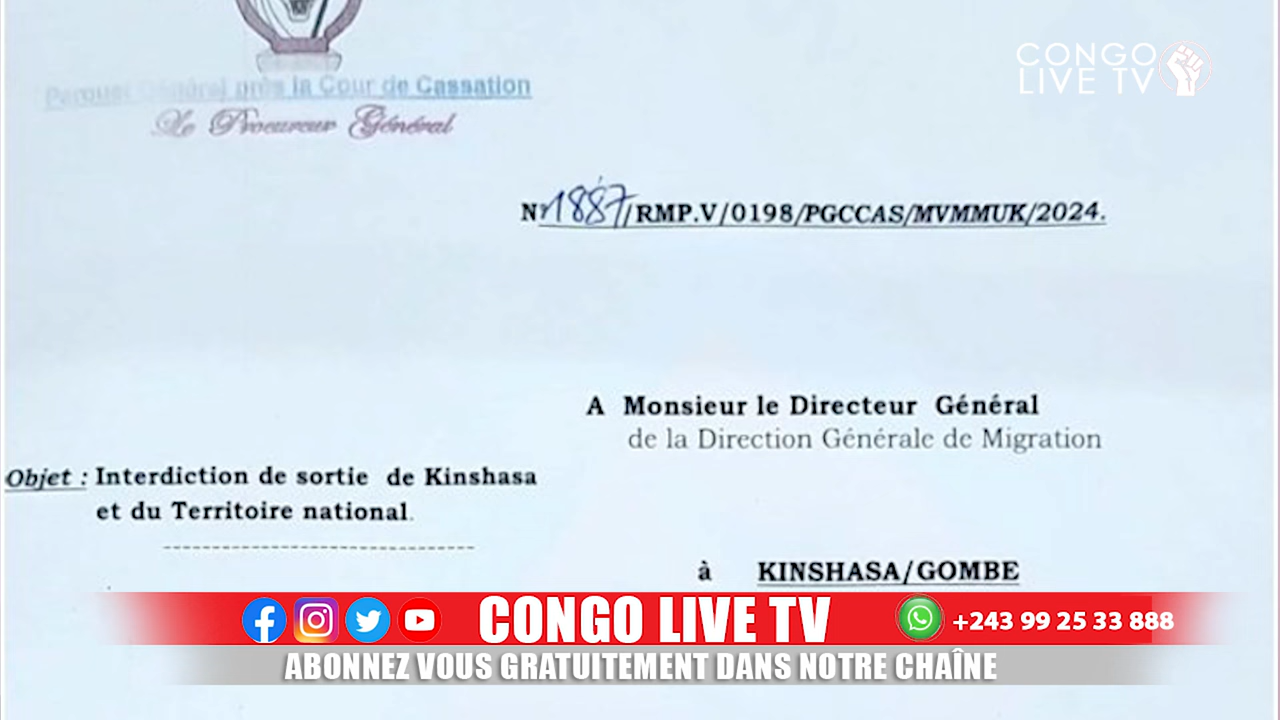 CONGO
LIVE TV
Parquet Général près la Cour de Cassation
Le Procureur Général
N°1887/RMP.V/0198/PGCCAS/MVMMUK/2024.
A Monsieur le Directeur Général
de la Direction Générale de Migration
Objet : Interdiction de sortie de Kinshasa
et du Territoire national.
à KINSHASA/GOMBE
CONGO LIVE TV
+243 99 25 33 888
ABONNEZ VOUS GRATUITEMENT DANS NOTRE CHAÎNE